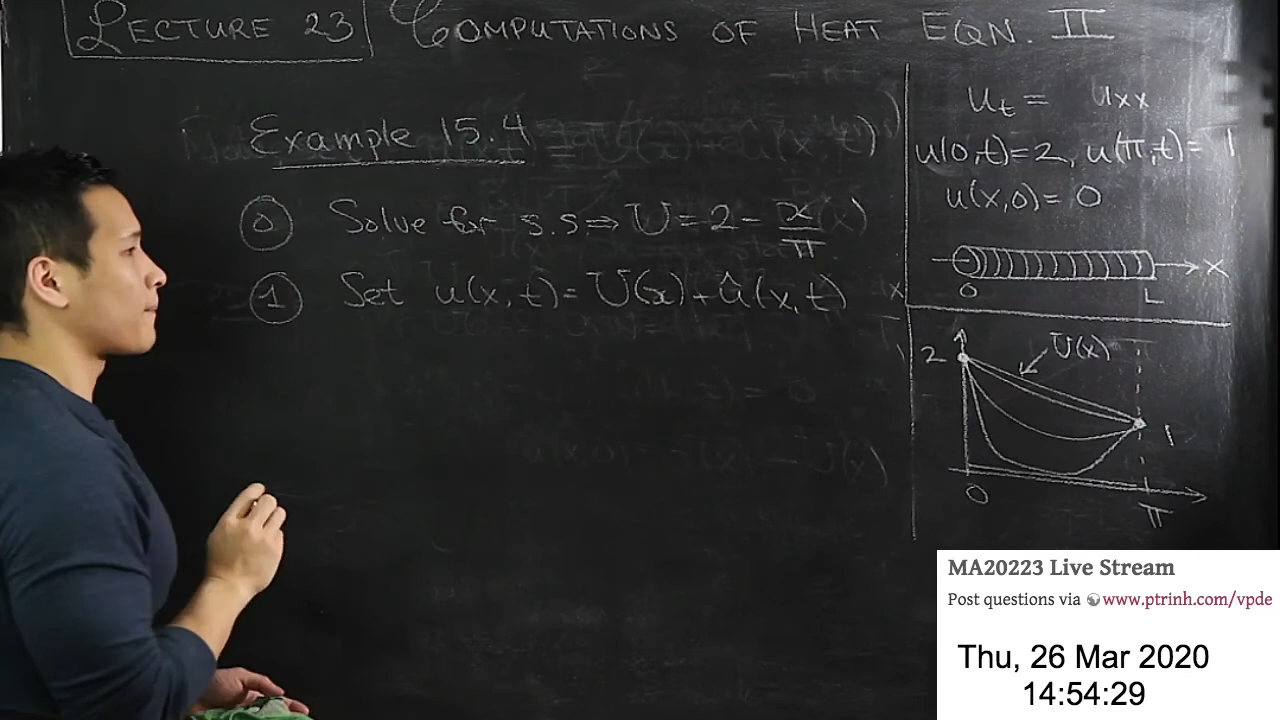 LECTURE 23 COMPUTATIONS OF HEAT EQN. II
Example 15.4
⓪ Solve for s.s ⇒ U = 2 - x/π
① Set u(x,t) = U(x) + û(x,t)
u_t = u_xx
u(0,t)=2, u(π,t)=1
u(x,0)=0
x
0 L
2 U(x)
1
0 π
MA20223 Live Stream
Post questions via www.ptrinh.com/vpde
Thu, 26 Mar 2020
14:54:29